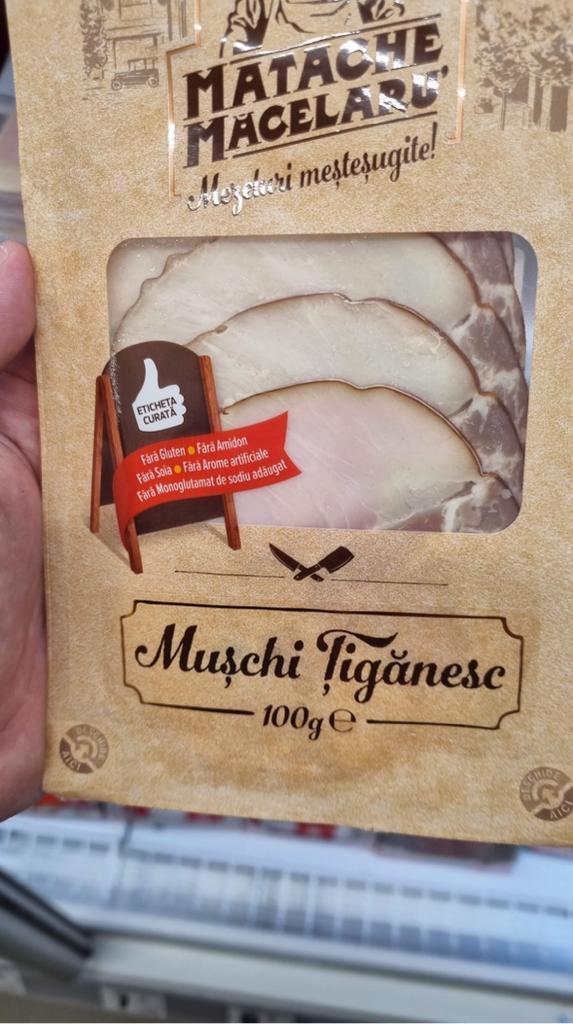 MATACHE
MĂCELARU'
Mezeluri meșteșugite!
ETICHETA
CURATĂ
Fără Gluten • Fără Amidon
Fără Soia • Fără Arome artificiale
Fără Monoglutamat de sodiu adăugat
Mușchi Țigănesc
100g ℮
DESCHIDE
AICI
DESCHIDE
AICI